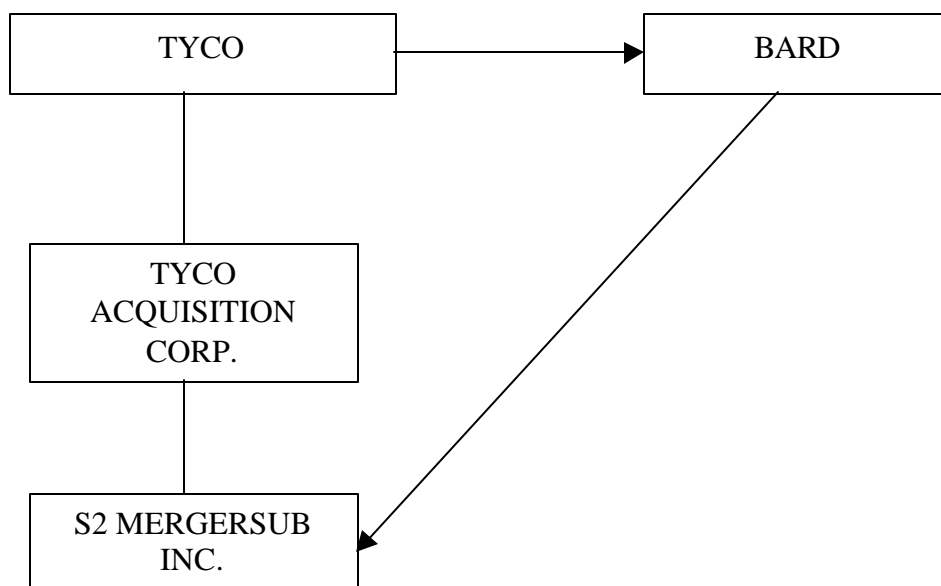 TYCO
BARD
TYCO
ACQUISITION
CORP.
S2 MERGERSUB
INC.